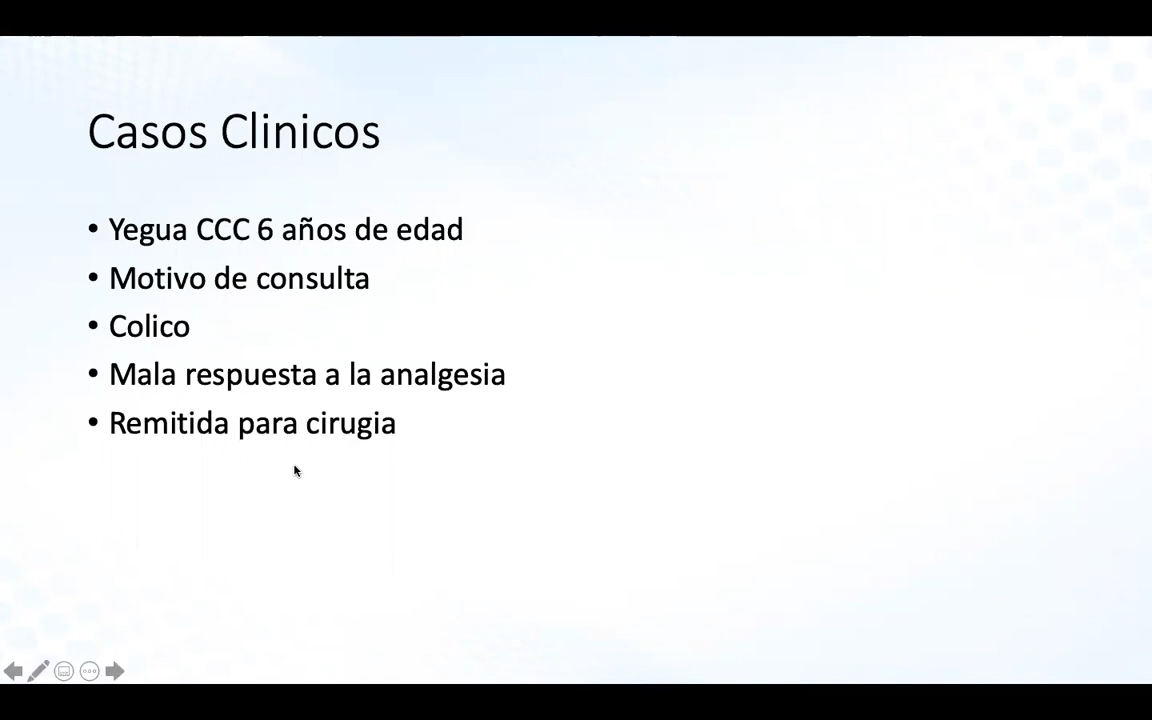 Casos Clinicos
• Yegua CCC 6 años de edad
• Motivo de consulta
• Colico
• Mala respuesta a la analgesia
• Remitida para cirugia